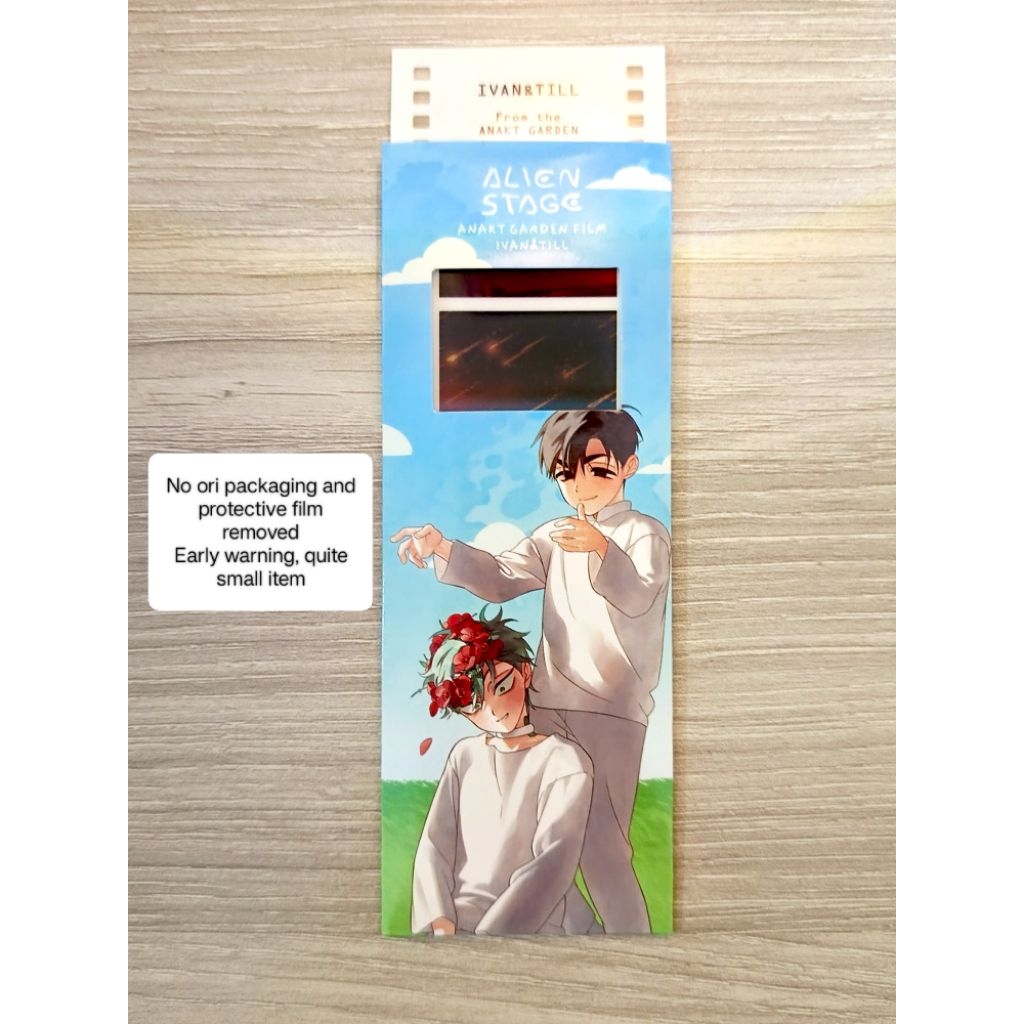 IVAN&TILL
From the
ANAKT GARDEN
ALIEN
STAGE
ANAKT GARDEN FILM
IVAN&TILL
No ori packaging and
protective film
removed
Early warning, quite
small item